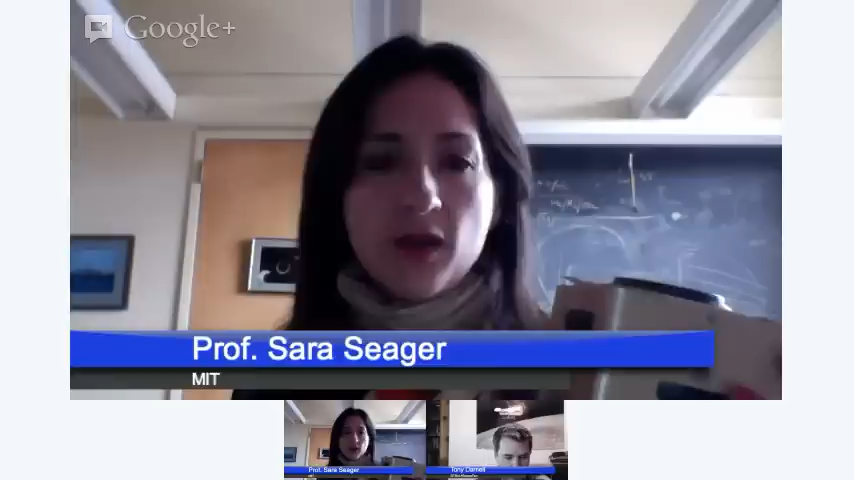 Google+
Prof. Sara Seager
MIT
Prof. Sara Seager
Tony Darnell